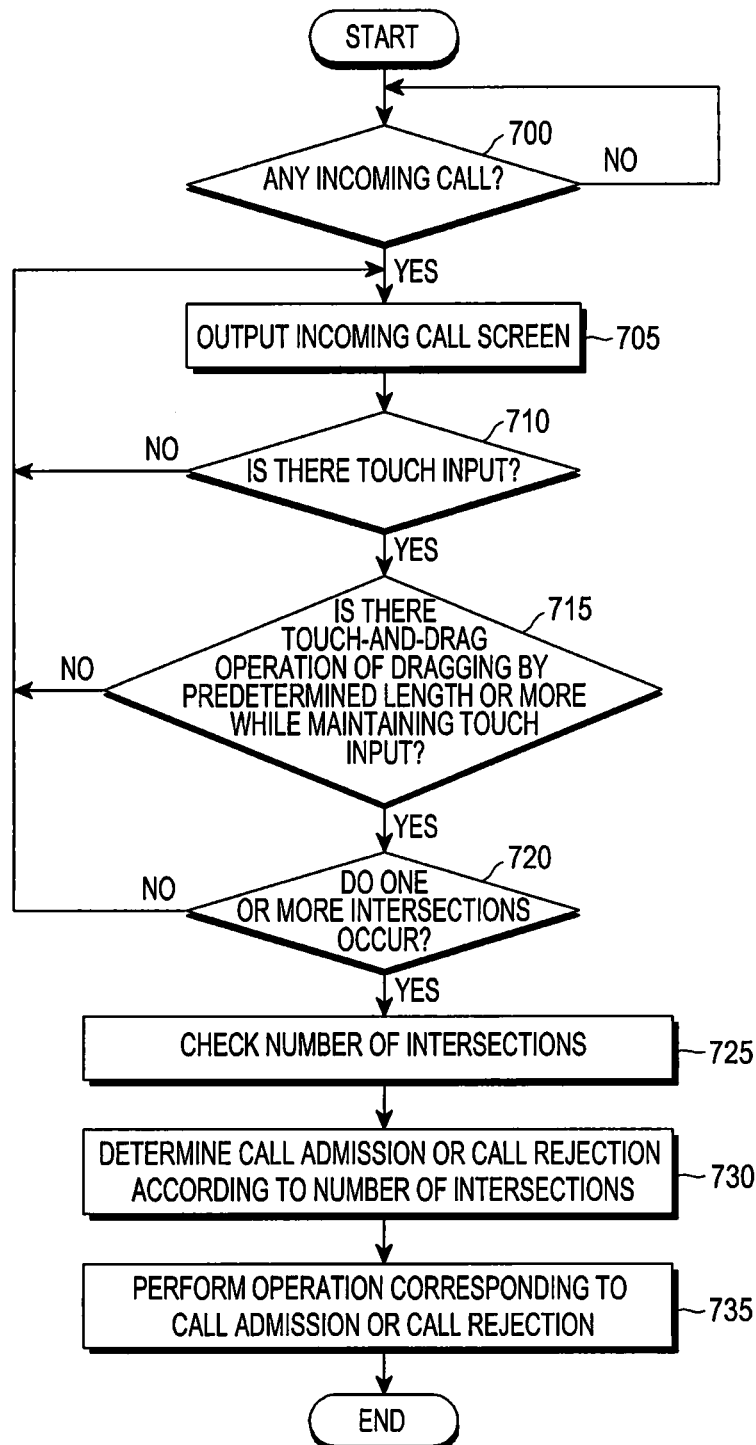 START
700
ANY INCOMING CALL?
NO
YES
OUTPUT INCOMING CALL SCREEN
705
710
NO
IS THERE TOUCH INPUT?
YES
715
IS THERE
TOUCH-AND-DRAG
NO
OPERATION OF DRAGGING BY
PREDETERMINED LENGTH OR MORE
WHILE MAINTAINING TOUCH
INPUT?
YES
720
NO
DO ONE
OR MORE INTERSECTIONS
OCCUR?
YES
CHECK NUMBER OF INTERSECTIONS
725
DETERMINE CALL ADMISSION OR CALL REJECTION
ACCORDING TO NUMBER OF INTERSECTIONS
730
PERFORM OPERATION CORRESPONDING TO
CALL ADMISSION OR CALL REJECTION
735
END